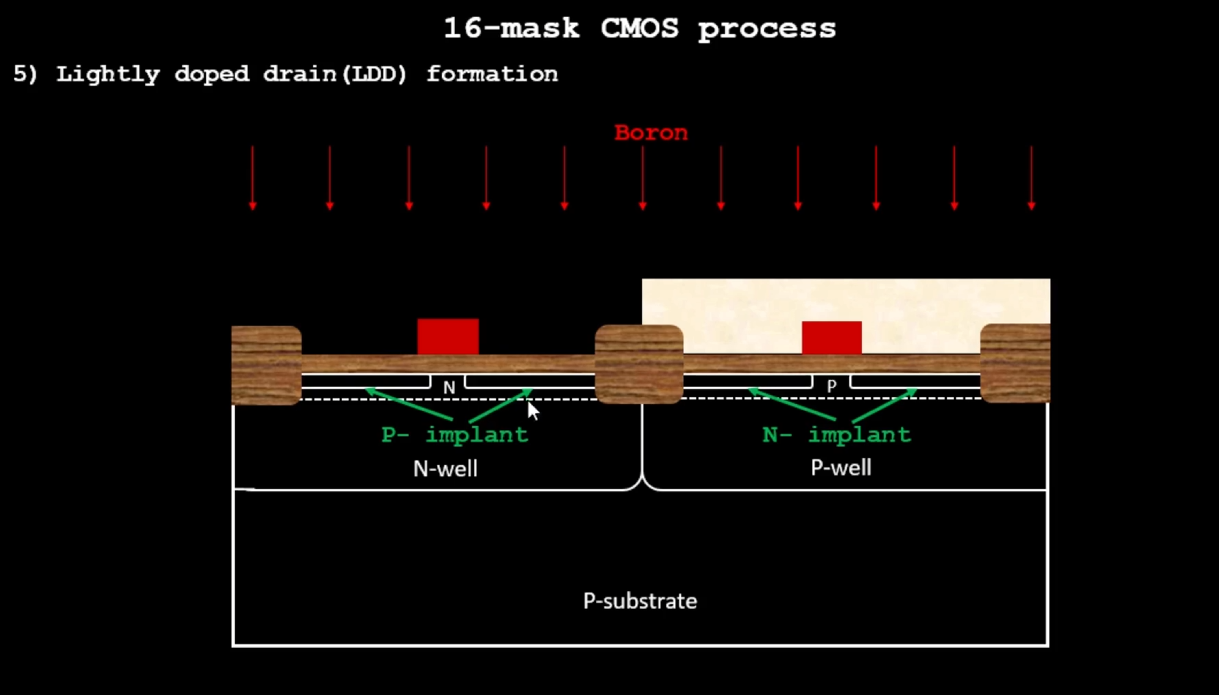 16-mask CMOS process
5) Lightly doped drain(LDD) formation
Boron
N
P
P- implant
N- implant
N-well
P-well
P-substrate